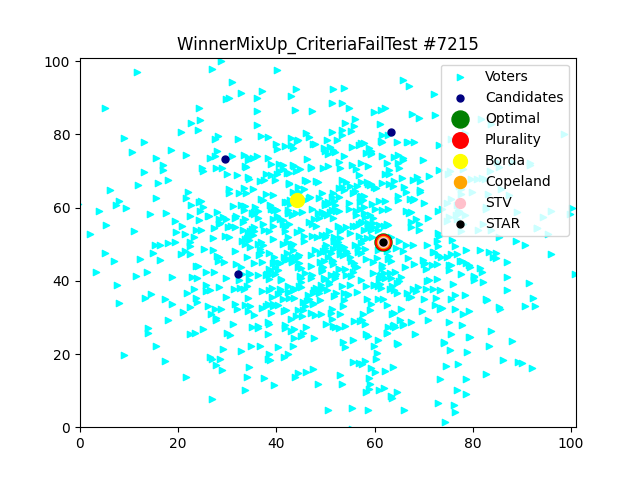 WinnerMixUp_CriteriaFailTest #7215
100
80
60
40
20
0
0
20
40
60
80
100
Voters
Candidates
Optimal
Plurality
Borda
Copeland
STV
STAR